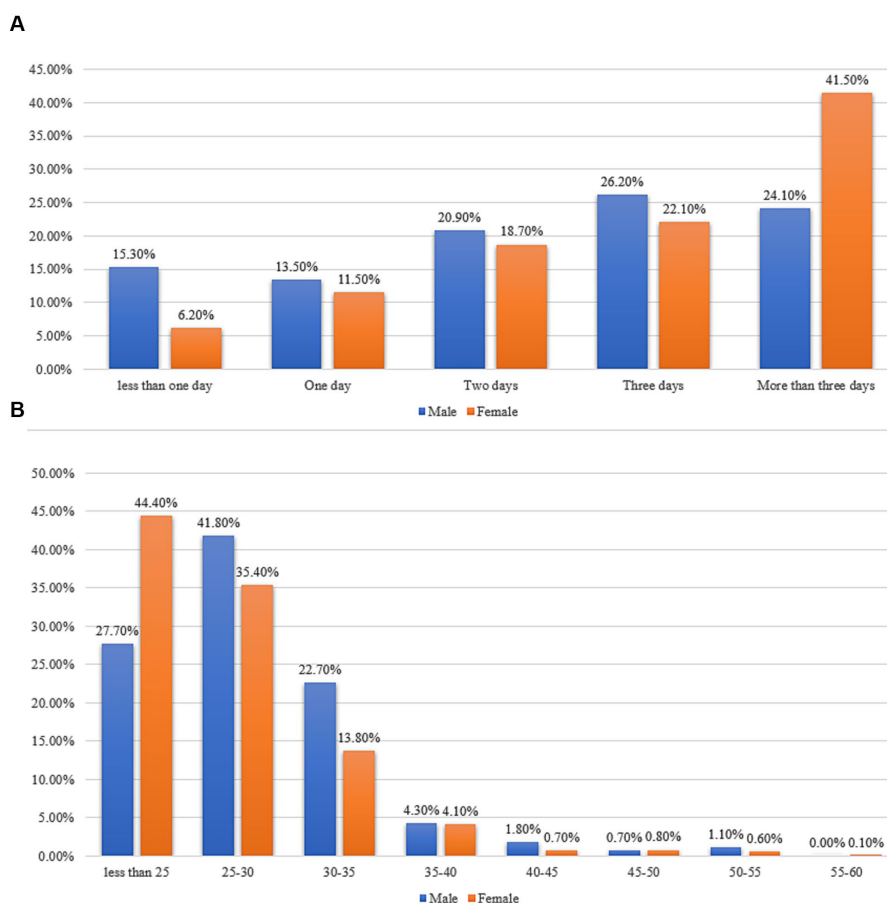 A
45.00%
40.00%
35.00%
30.00%
25.00%
20.00%
15.00%
10.00%
5.00%
0.00%
15.30% 6.20% 13.50% 11.50% 20.90% 18.70% 26.20% 22.10% 24.10% 41.50%
less than one day One day Two days Three days More than three days
Male Female
B
50.00%
45.00%
40.00%
35.00%
30.00%
25.00%
20.00%
15.00%
10.00%
5.00%
0.00%
27.70% 44.40% 41.80% 35.40% 22.70% 13.80% 4.30% 4.10% 1.80% 0.70% 0.70% 0.80% 1.10% 0.60% 0.00% 0.10%
less than 25 25-30 30-35 35-40 40-45 45-50 50-55 55-60
Male Female